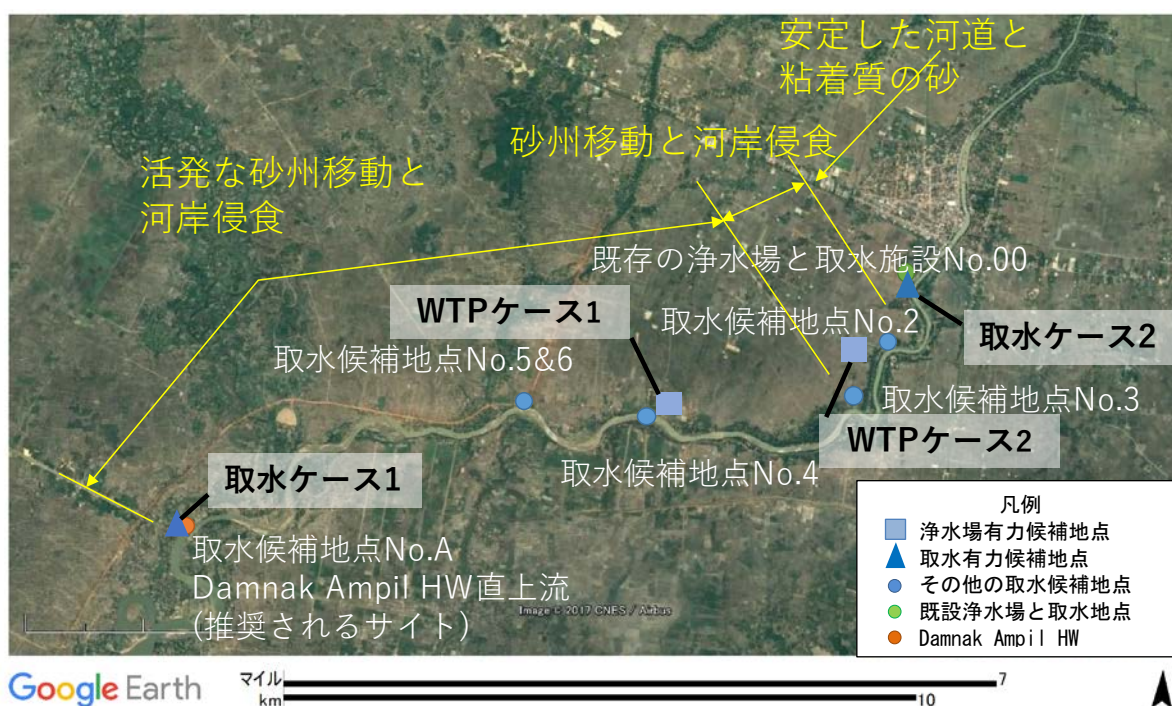 安定した河道と
粘着質の砂
砂州移動と河岸侵食
活発な砂州移動と
河岸侵食
既存の浄水場と取水施設No.00
WTPケース1
取水候補地点No.2
取水ケース2
取水候補地点No.5&6
取水候補地点No.3
WTPケース2
取水候補地点No.4
取水ケース1
取水候補地点No.A
Damnak Ampil HW直上流
(推奨されるサイト)
Image © 2017 CNES / Airbus
凡例
浄水場有力候補地点
取水有力候補地点
その他の取水候補地点
既設浄水場と取水地点
Damnak Ampil HW
Google Earth
マイル 7
km 10